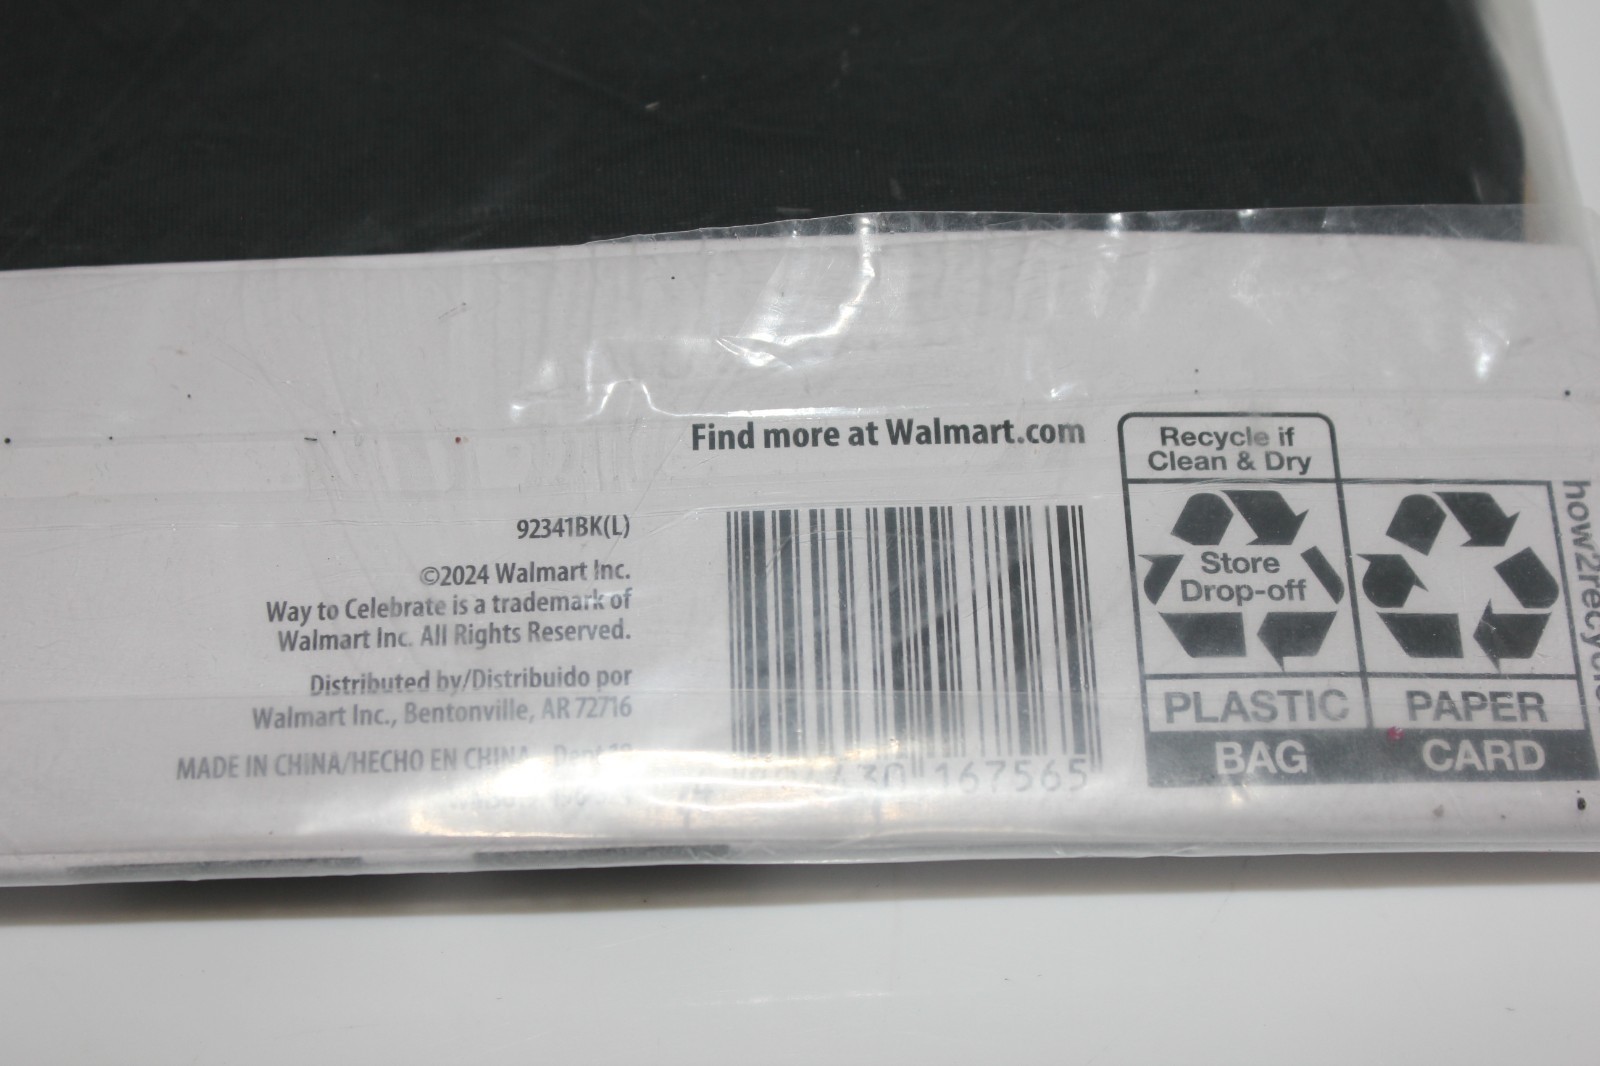 Find more at Walmart.com
92341BK(L)
©2024 Walmart Inc.
Way to Celebrate is a trademark of
Walmart Inc. All Rights Reserved.
Distributed by/Distribuido por
Walmart Inc., Bentonville, AR 72716
MADE IN CHINA/HECHO EN CHINA
167565
Recycle if
Clean & Dry
Store
Drop-off
PLASTIC
BAG
PAPER
CARD